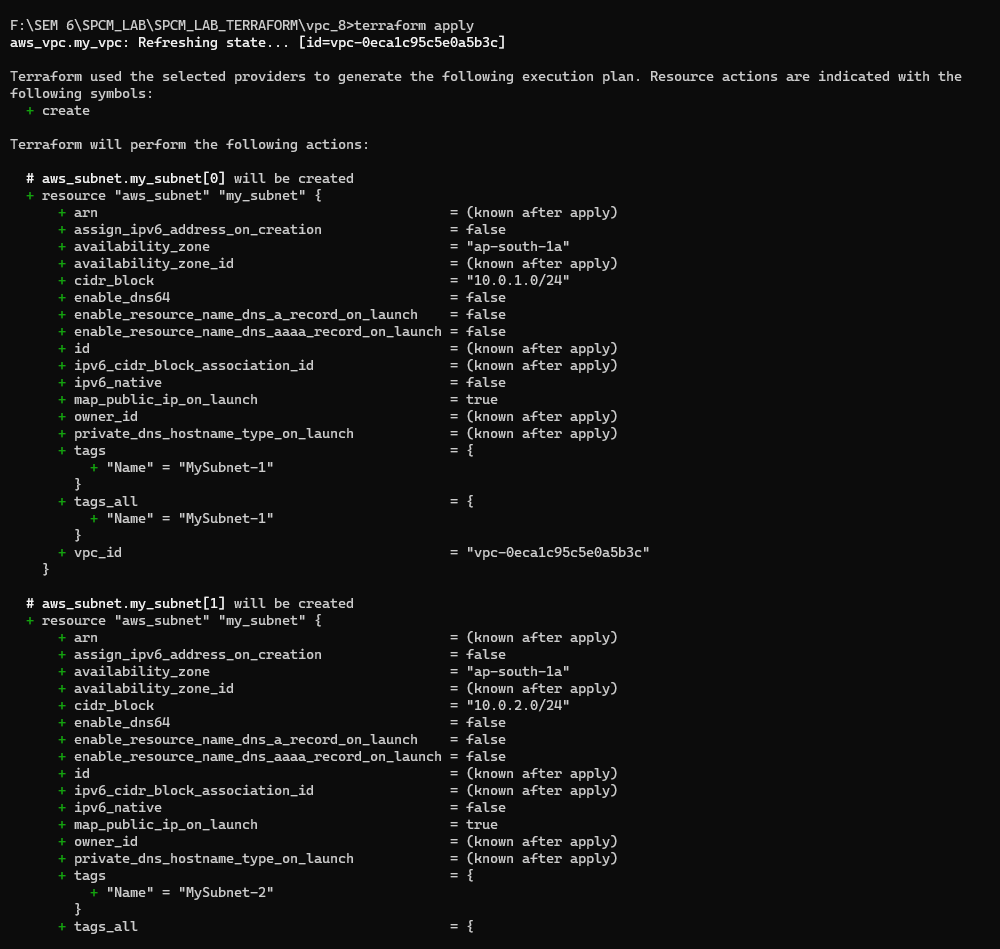 F:\SEM 6\SPCM_LAB\SPCM_LAB_TERRAFORM\vpc_8>terraform apply
aws_vpc.my_vpc: Refreshing state... [id=vpc-0eca1c95c5e0a5b3c]

Terraform used the selected providers to generate the following execution plan. Resource actions are indicated with the
following symbols:
  + create

Terraform will perform the following actions:

  # aws_subnet.my_subnet[0] will be created
  + resource "aws_subnet" "my_subnet" {
      + arn                                            = (known after apply)
      + assign_ipv6_address_on_creation                = false
      + availability_zone                              = "ap-south-1a"
      + availability_zone_id                           = (known after apply)
      + cidr_block                                     = "10.0.1.0/24"
      + enable_dns64                                   = false
      + enable_resource_name_dns_a_record_on_launch    = false
      + enable_resource_name_dns_aaaa_record_on_launch = false
      + id                                             = (known after apply)
      + ipv6_cidr_block_association_id                 = (known after apply)
      + ipv6_native                                    = false
      + map_public_ip_on_launch                        = true
      + owner_id                                       = (known after apply)
      + private_dns_hostname_type_on_launch            = (known after apply)
      + tags                                           = {
          + "Name" = "MySubnet-1"
        }
      + tags_all                                       = {
          + "Name" = "MySubnet-1"
        }
      + vpc_id                                         = "vpc-0eca1c95c5e0a5b3c"
    }

  # aws_subnet.my_subnet[1] will be created
  + resource "aws_subnet" "my_subnet" {
      + arn                                            = (known after apply)
      + assign_ipv6_address_on_creation                = false
      + availability_zone                              = "ap-south-1a"
      + availability_zone_id                           = (known after apply)
      + cidr_block                                     = "10.0.2.0/24"
      + enable_dns64                                   = false
      + enable_resource_name_dns_a_record_on_launch    = false
      + enable_resource_name_dns_aaaa_record_on_launch = false
      + id                                             = (known after apply)
      + ipv6_cidr_block_association_id                 = (known after apply)
      + ipv6_native                                    = false
      + map_public_ip_on_launch                        = true
      + owner_id                                       = (known after apply)
      + private_dns_hostname_type_on_launch            = (known after apply)
      + tags                                           = {
          + "Name" = "MySubnet-2"
        }
      + tags_all                                       = {